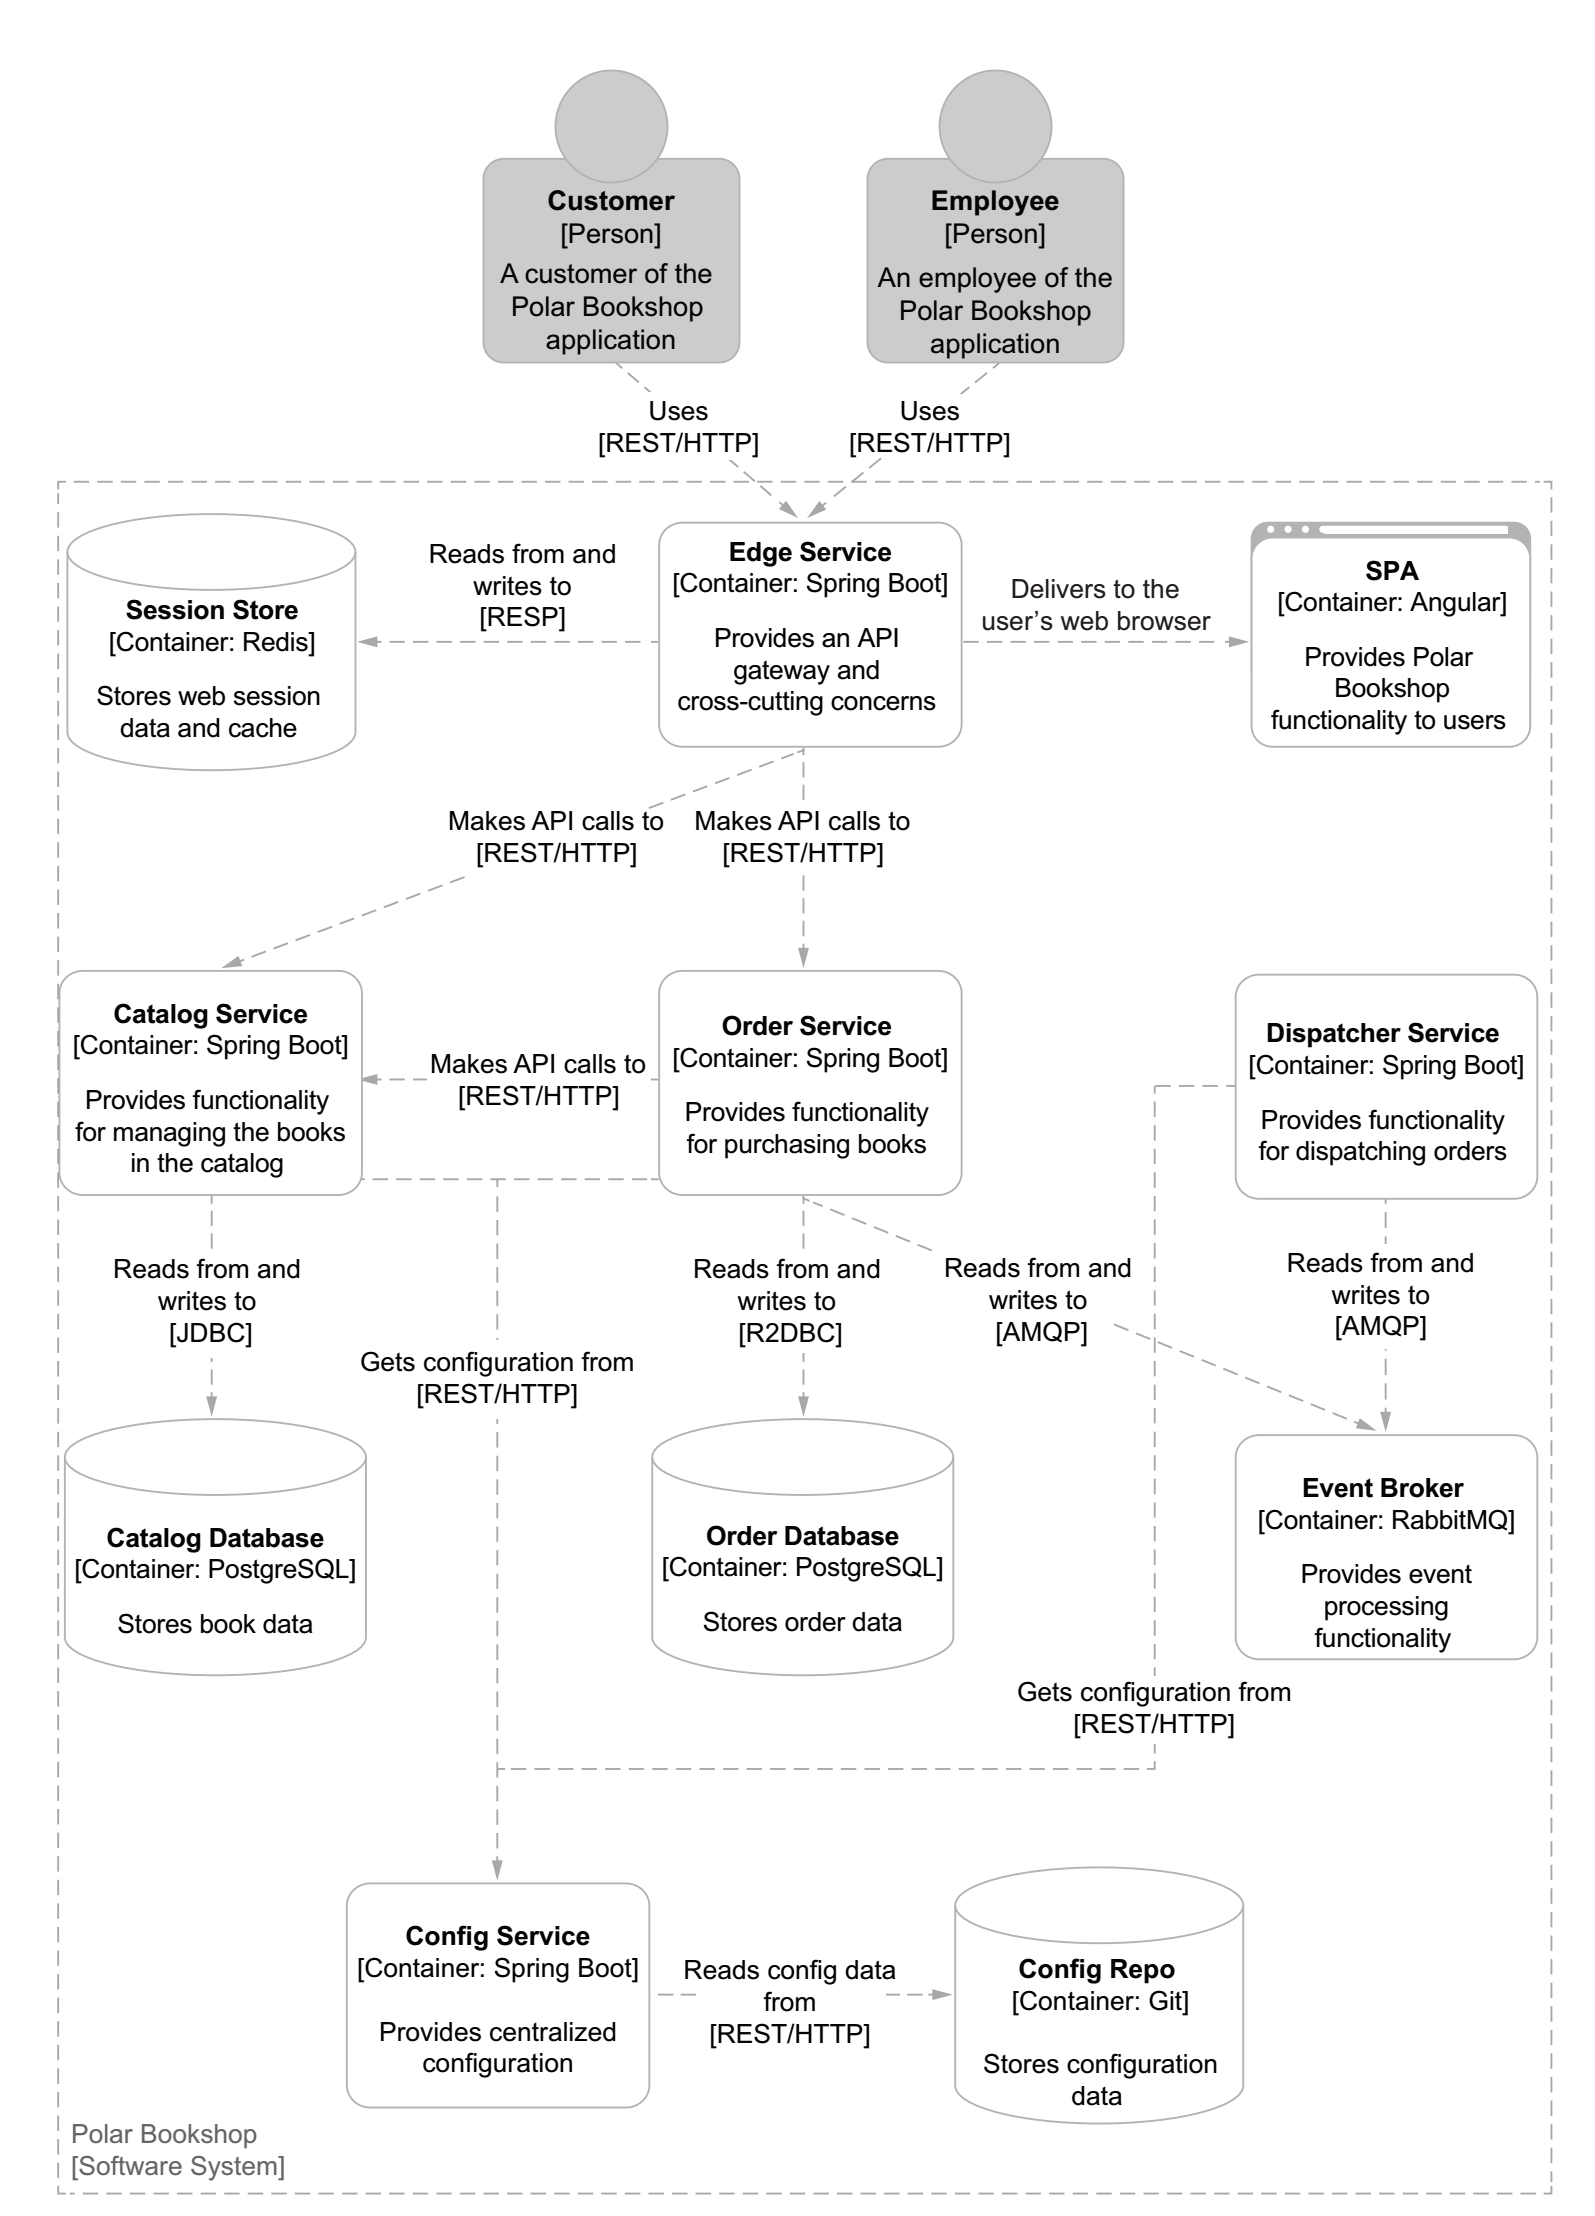 Customer
[Person]
A customer of the
Polar Bookshop
application
Employee
[Person]
An employee of the
Polar Bookshop
application
Uses
[REST/HTTP]
Uses
[REST/HTTP]
Session Store
[Container: Redis]
Stores web session
data and cache
Reads from and
writes to
[RESP]
Edge Service
[Container: Spring Boot]
Provides an API
gateway and
cross-cutting concerns
Delivers to the
user’s web browser
SPA
[Container: Angular]
Provides Polar
Bookshop
functionality to users
Makes API calls to
[REST/HTTP]
Makes API calls to
[REST/HTTP]
Catalog Service
[Container: Spring Boot]
Provides functionality
for managing the books
in the catalog
Makes API calls to
[REST/HTTP]
Order Service
[Container: Spring Boot]
Provides functionality
for purchasing books
Dispatcher Service
[Container: Spring Boot]
Provides functionality
for dispatching orders
Reads from and
writes to
[JDBC]
Gets configuration from
[REST/HTTP]
Reads from and
writes to
[R2DBC]
Reads from and
writes to
[AMQP]
Reads from and
writes to
[AMQP]
Catalog Database
[Container: PostgreSQL]
Stores book data
Order Database
[Container: PostgreSQL]
Stores order data
Event Broker
[Container: RabbitMQ]
Provides event
processing
functionality
Gets configuration from
[REST/HTTP]
Config Service
[Container: Spring Boot]
Provides centralized
configuration
Reads config data
from
[REST/HTTP]
Config Repo
[Container: Git]
Stores configuration
data
Polar Bookshop
[Software System]